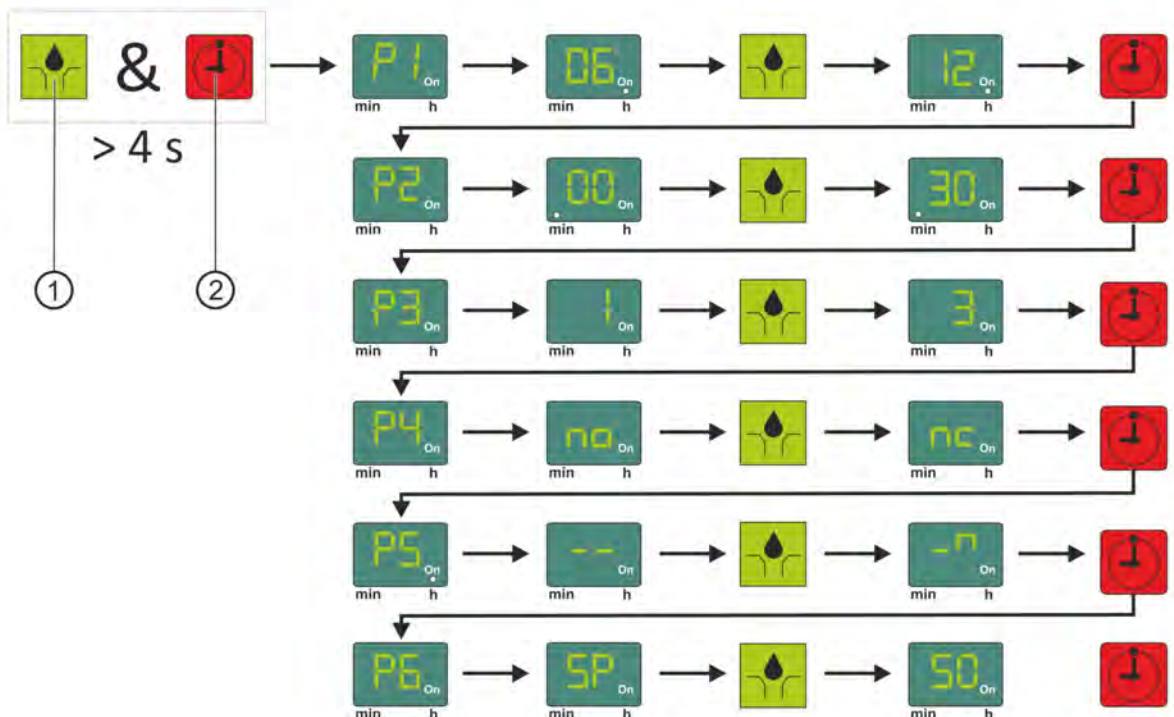 &
> 4 s
1
2
P1 On
min h
06. On
min h
12. On
min h
P2 On
min h
.00 On
min h
.30 On
min h
P3 On
min h
1 On
min h
3 On
min h
P4 On
min h
no On
min h
nc On
min h
P5. On
min h
-- On
min h
On
min h
P6 On
min h
SP On
min h
SO On
min h